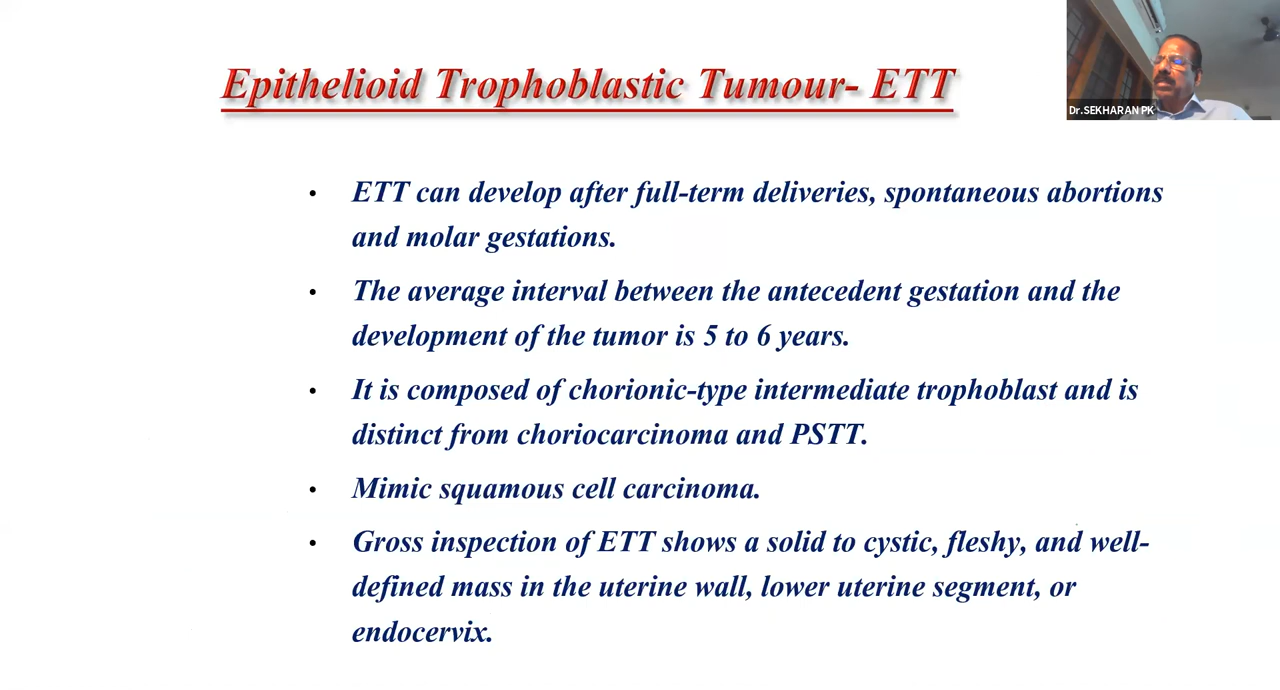 Epithelioid Trophoblastic Tumour- ETT
Dr.SEKHARAN PK
• ETT can develop after full-term deliveries, spontaneous abortions
and molar gestations.
• The average interval between the antecedent gestation and the
development of the tumor is 5 to 6 years.
• It is composed of chorionic-type intermediate trophoblast and is
distinct from choriocarcinoma and PSTT.
• Mimic squamous cell carcinoma.
• Gross inspection of ETT shows a solid to cystic, fleshy, and well-
defined mass in the uterine wall, lower uterine segment, or
endocervix.